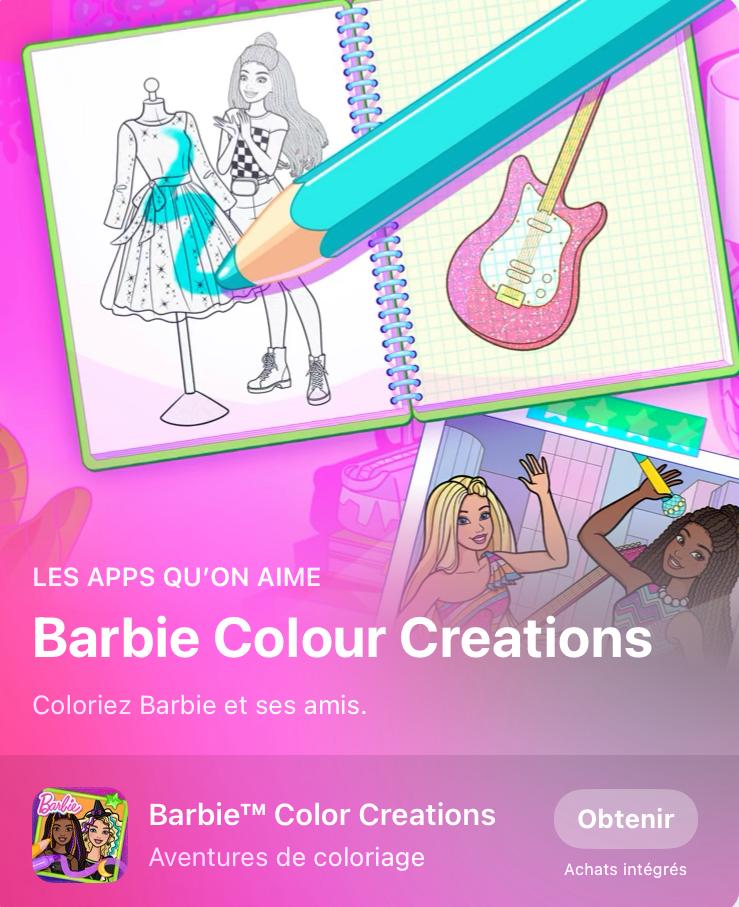 LES APPS QU’ON AIME
Barbie Colour Creations
Coloriez Barbie et ses amis.
Barbie
Barbie™ Color Creations
Aventures de coloriage
Obtenir
Achats intégrés